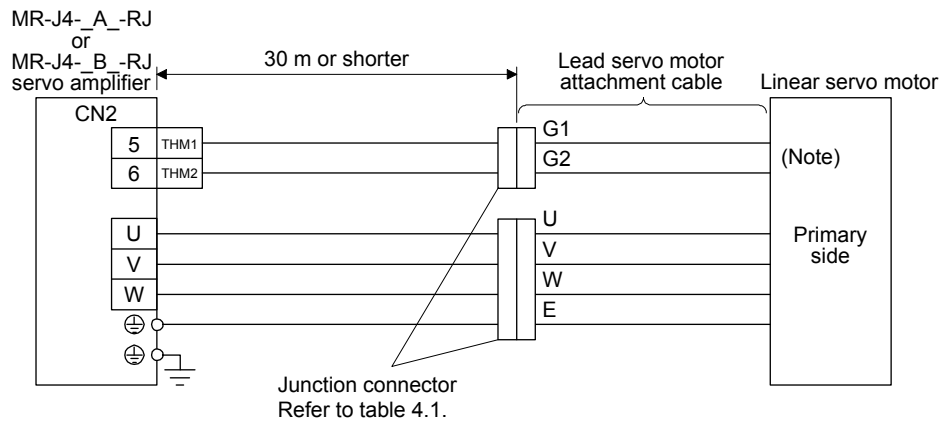 MR-J4-_A_-RJ
or
MR-J4-_B_-RJ
servo amplifier
30 m or shorter
Lead servo motor
attachment cable
Linear servo motor
CN2
5 THM1
6 THM2
G1
G2
(Note)
U
V
W
U
V
W
E
Primary
side
Junction connector
Refer to table 4.1.